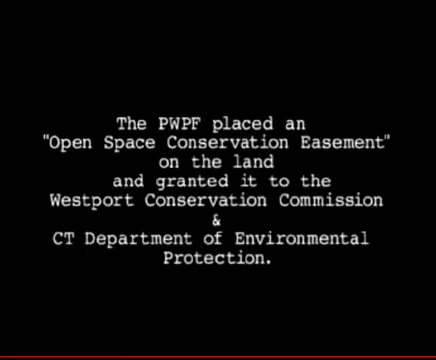 The PWPF placed an
"Open Space Conservation Easement"
on the land
and granted it to the
Westport Conservation Commission
&
CT Department of Environmental
Protection.